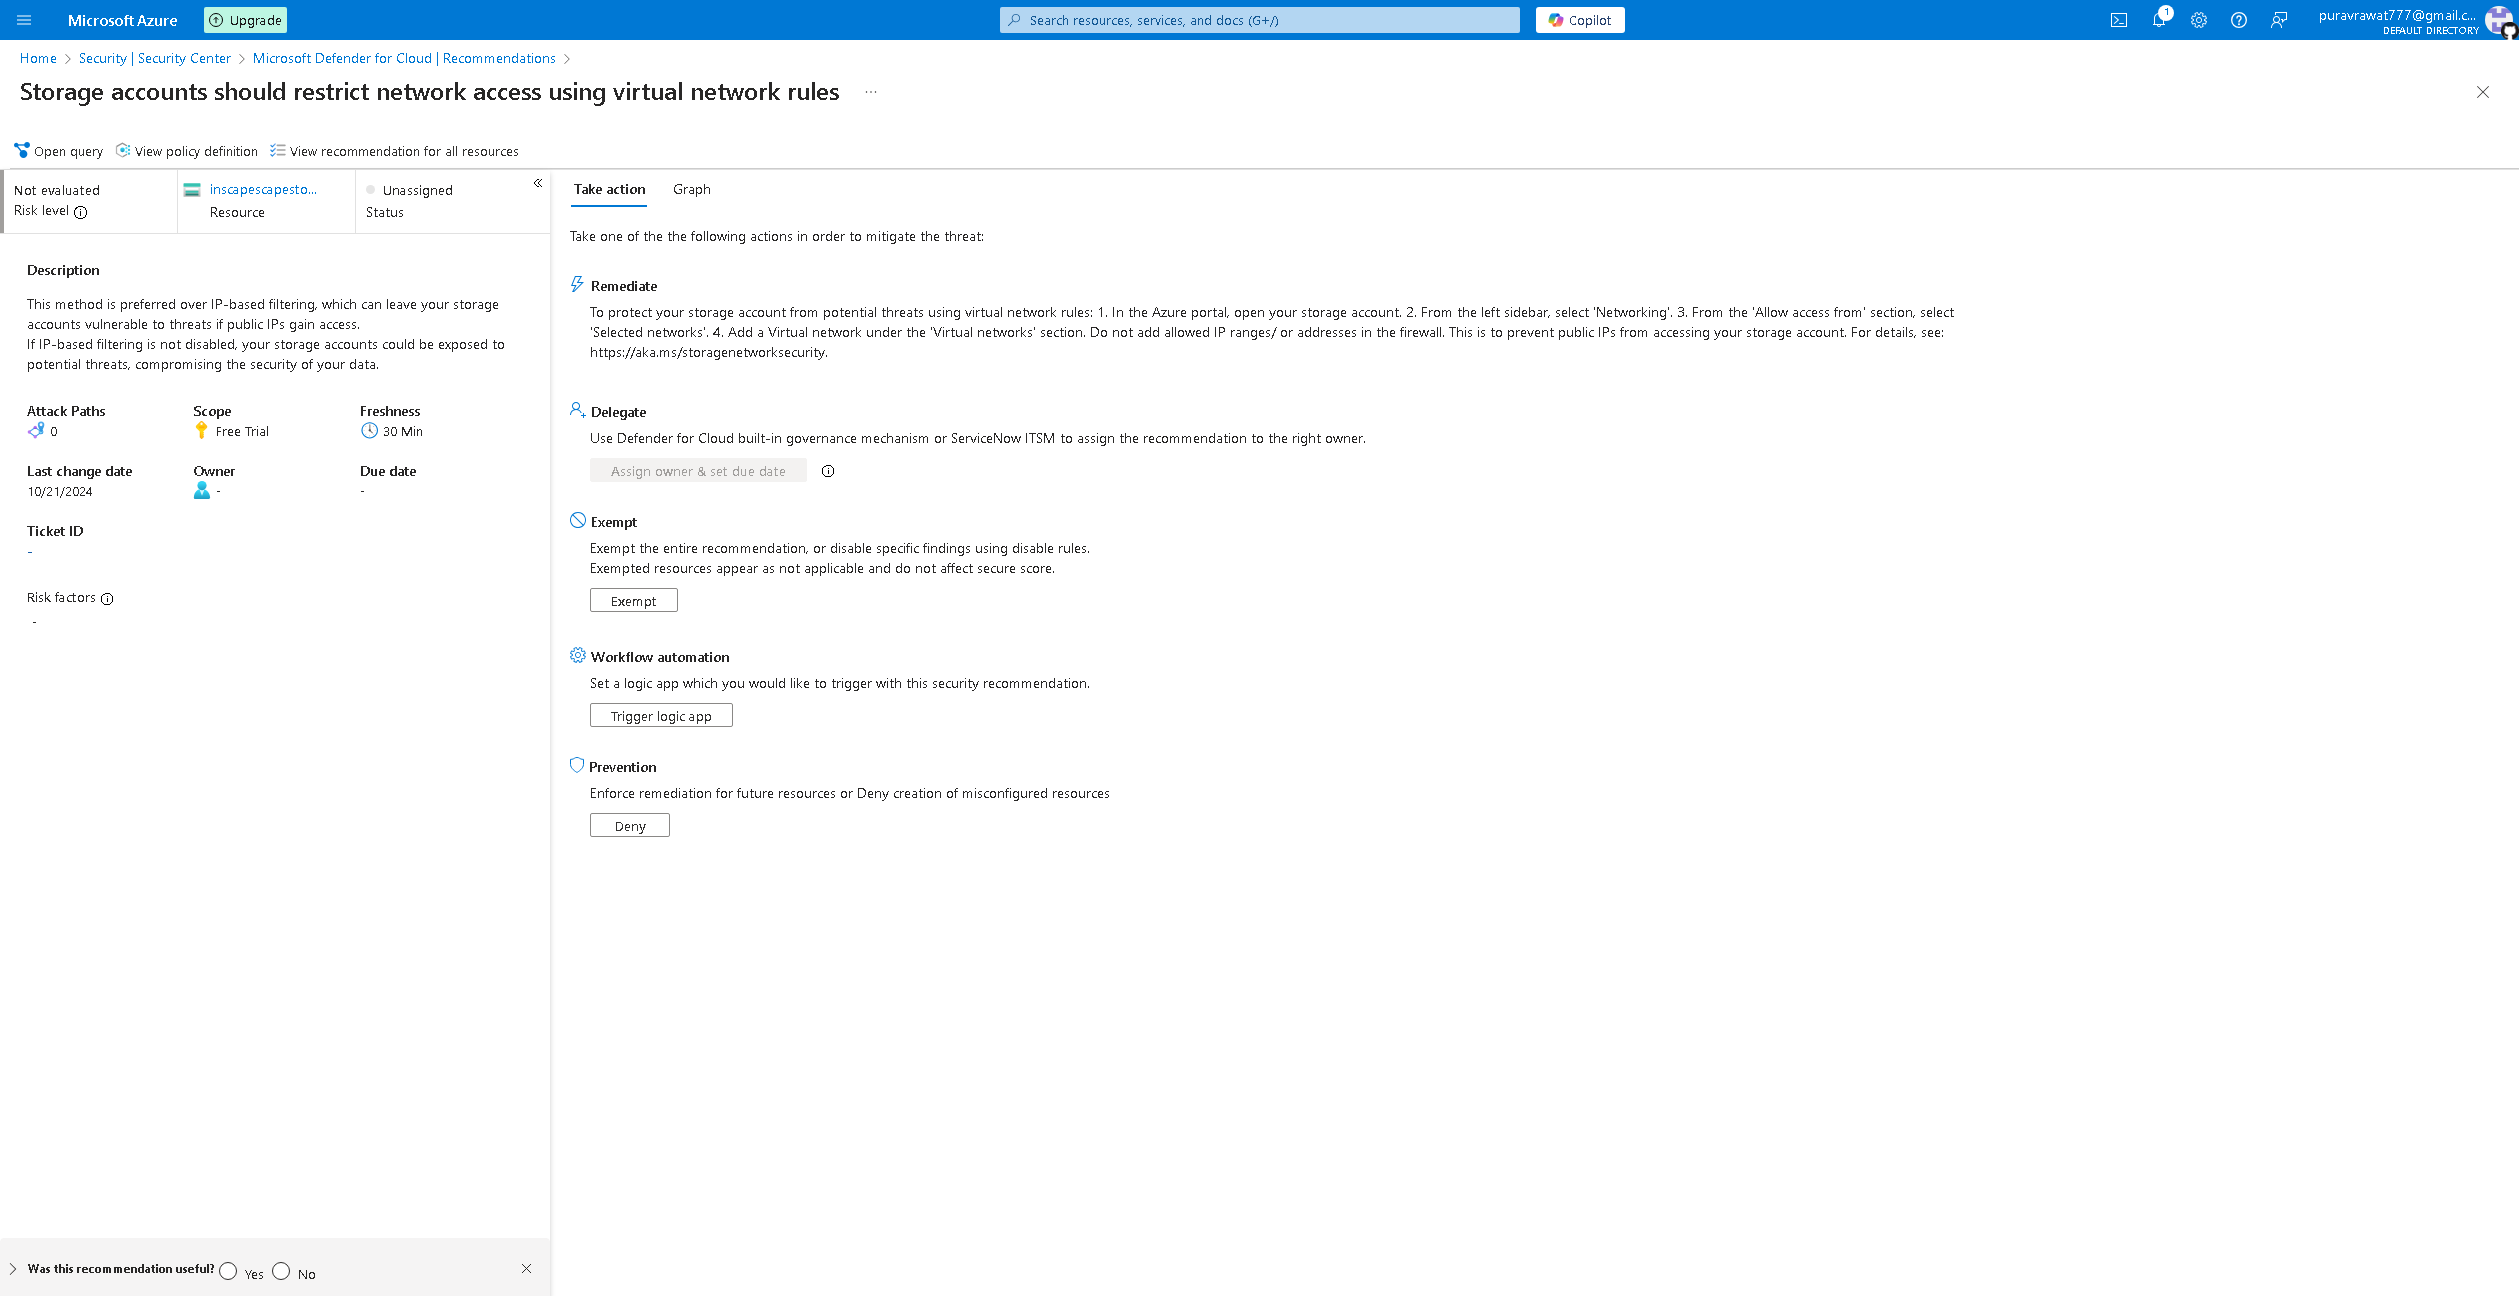 Microsoft Azure
Upgrade
Search resources, services, and docs (G+/)
Copilot
1
puravrawat777@gmail.c...
DEFAULT DIRECTORY
Home > Security | Security Center > Microsoft Defender for Cloud | Recommendations >
Storage accounts should restrict network access using virtual network rules ...
Open query
View policy definition
View recommendation for all resources
Not evaluated
Risk level
inscapescapesto...
Resource
Unassigned
Status
Description
This method is preferred over IP-based filtering, which can leave your storage
accounts vulnerable to threats if public IPs gain access.
If IP-based filtering is not disabled, your storage accounts could be exposed to
potential threats, compromising the security of your data.
Attack Paths
0
Scope
Free Trial
Freshness
30 Min
Last change date
10/21/2024
Owner
-
Due date
-
Ticket ID
-
Risk factors
-
Was this recommendation useful? Yes No
Take action
Graph
Take one of the the following actions in order to mitigate the threat:
Remediate
To protect your storage account from potential threats using virtual network rules: 1. In the Azure portal, open your storage account. 2. From the left sidebar, select 'Networking'. 3. From the 'Allow access from' section, select
'Selected networks'. 4. Add a Virtual network under the 'Virtual networks' section. Do not add allowed IP ranges/ or addresses in the firewall. This is to prevent public IPs from accessing your storage account. For details, see:
https://aka.ms/storagenetworksecurity.
Delegate
Use Defender for Cloud built-in governance mechanism or ServiceNow ITSM to assign the recommendation to the right owner.
Assign owner & set due date
Exempt
Exempt the entire recommendation, or disable specific findings using disable rules.
Exempted resources appear as not applicable and do not affect secure score.
Exempt
Workflow automation
Set a logic app which you would like to trigger with this security recommendation.
Trigger logic app
Prevention
Enforce remediation for future resources or Deny creation of misconfigured resources
Deny